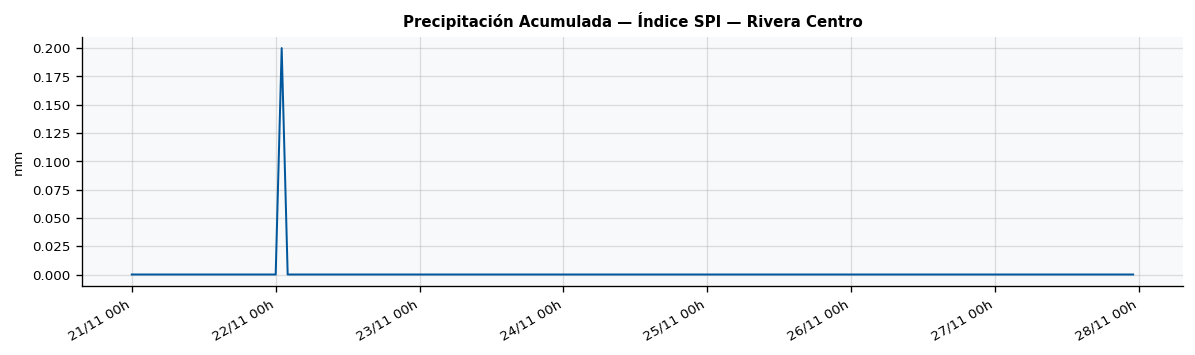 Precipitación Acumulada — Índice SPI — Rivera Centro
mm
0.200
0.175
0.150
0.125
0.100
0.075
0.050
0.025
0.000
21/11 00h
22/11 00h
23/11 00h
24/11 00h
25/11 00h
26/11 00h
27/11 00h
28/11 00h